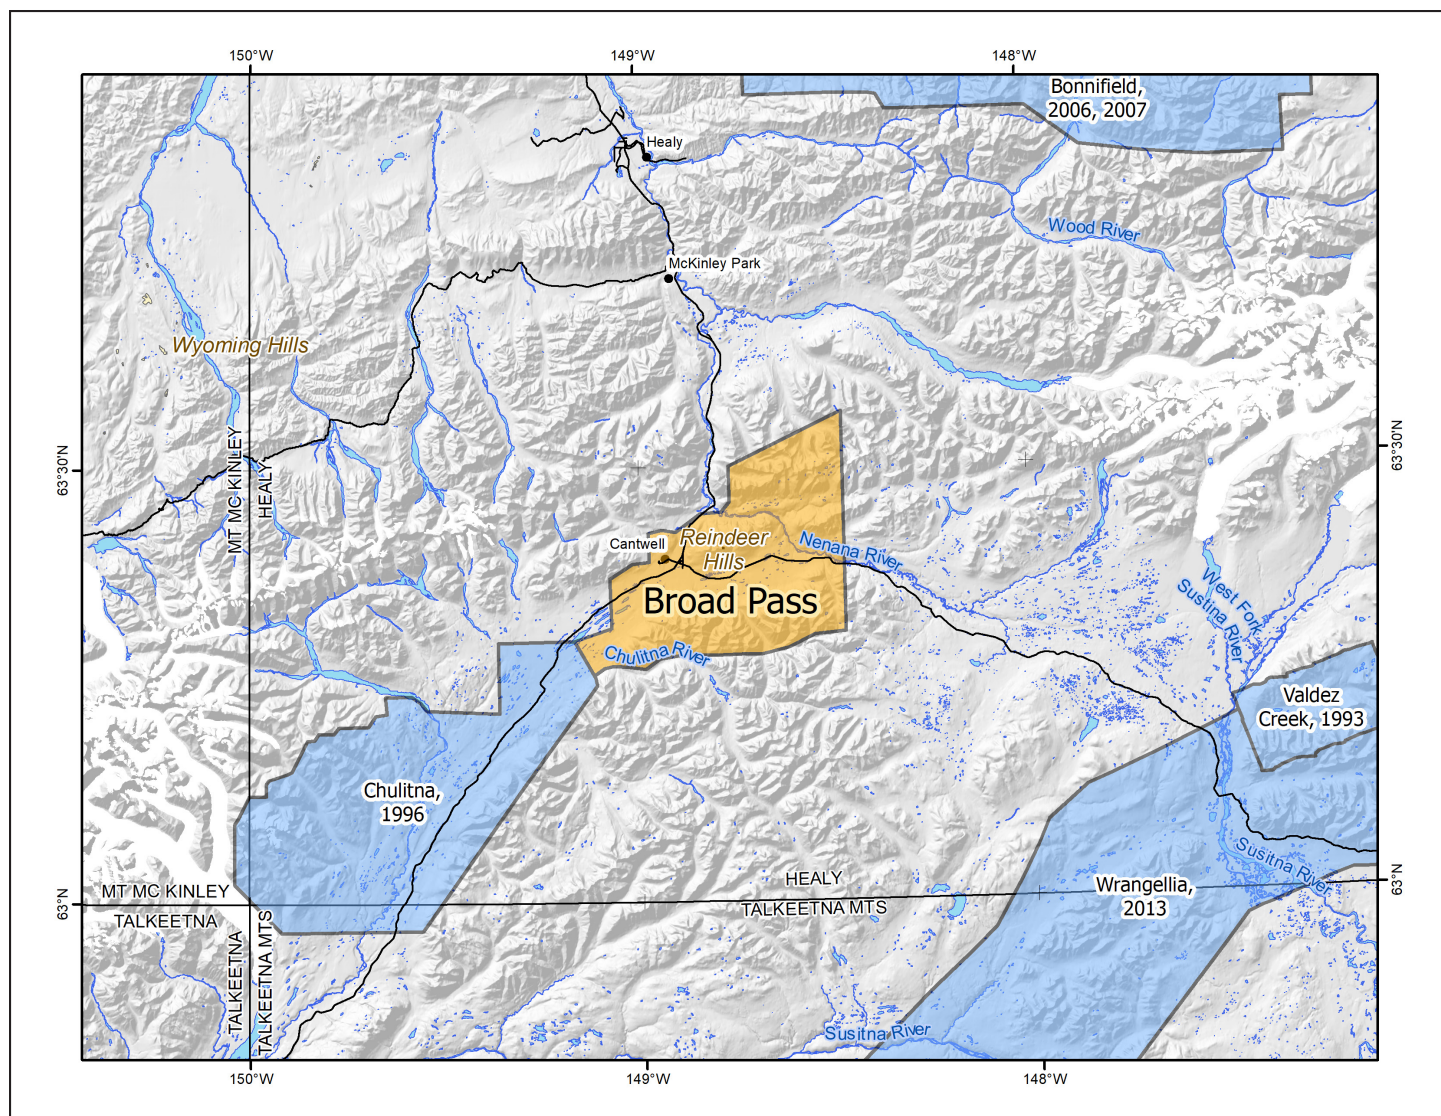 150°W
149°W
148°W
Bonnifield,
2006, 2007
Healy
Wood River
McKinley Park
Wyoming Hills
63°30'N
63°30'N
MT MC KINLEY
HEALY
Cantwell
Reindeer
Hills
Nenana River
Broad Pass
West Fork
Sustina River
Chulitna River
Valdez
Creek, 1993
Chulitna,
1996
Susitna River
MT MC KINLEY
HEALY
Wrangellia,
2013
63°N
63°N
TALKEETNA
TALKEETNA MTS
TALKEETNA
TALKEETNA MTS
Susitna River
150°W
149°W
148°W